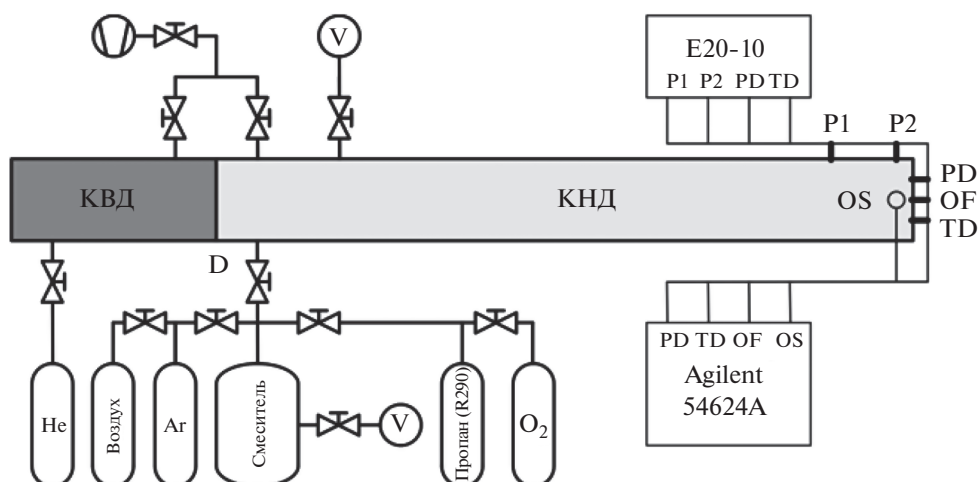 V
E20-10
P1 P2 PD TD
P1 P2
КВД
КНД
OS
PD
OF
TD
D
PD TD OF OS
Agilent
54624A
He
Воздух
Ar
Смеситель
V
Пропан (R290)
O₂